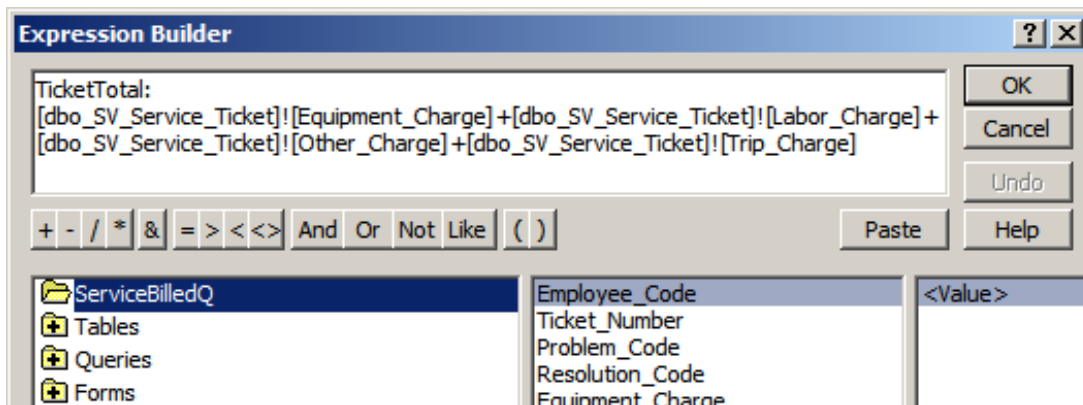 Expression Builder
? X
TicketTotal:
[dbo_SV_Service_Ticket]![Equipment_Charge]+[dbo_SV_Service_Ticket]![Labor_Charge]+
[dbo_SV_Service_Ticket]![Other_Charge]+[dbo_SV_Service_Ticket]![Trip_Charge]
OK
Cancel
Undo
+ - / * & = > < <> And Or Not Like ( ) Paste Help
ServiceBilledQ
Tables
Queries
Forms
Employee_Code
Ticket_Number
Problem_Code
Resolution_Code
Equipment_Charge
<Value>